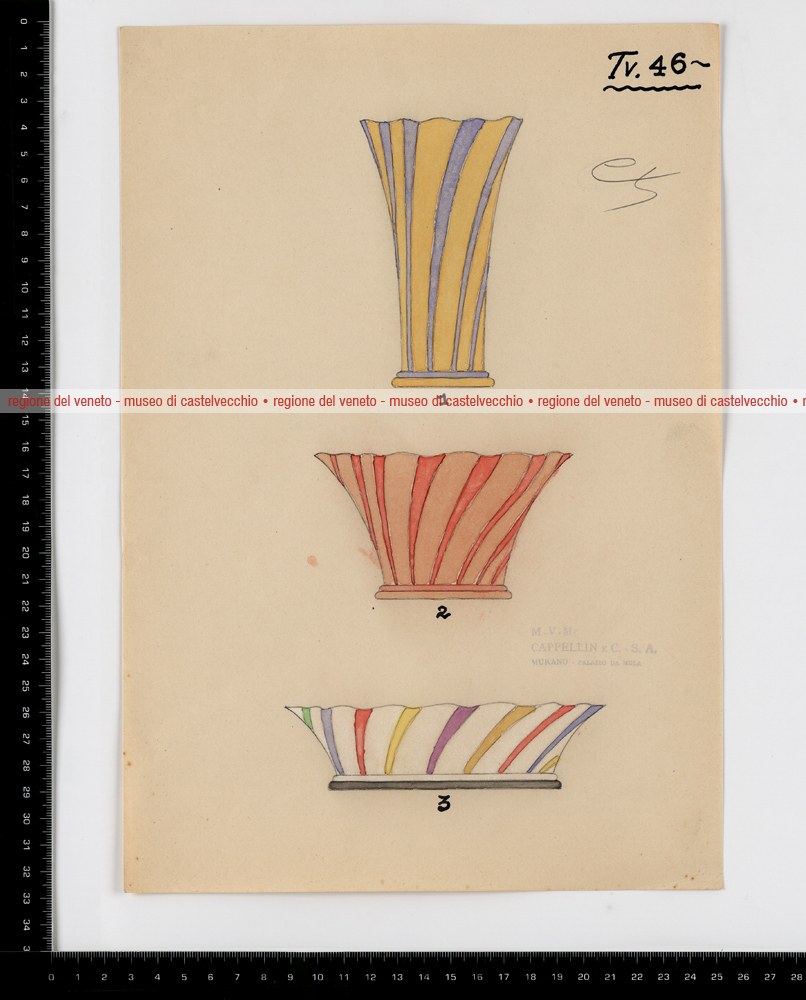 Tv. 46~
regione del veneto - museo di castelvecchio • regione del veneto - museo di castelvecchio • regione del veneto - museo di castelvecchio • r
1
2
M.V.M.
CAPPELLIN e C. - S. A.
MURANO - PALAZZO DA MULA
3
0 1 2 3 4 5 6 7 8 9 10 11 12 13 14 15 16 17 18 19 20 21 22 23 24 25 26 27 28 29 30 31 32 33 34 3
0 1 2 3 4 5 6 7 8 9 10 11 12 13 14 15 16 17 18 19 20 21 22 23 24 25 26 27 28